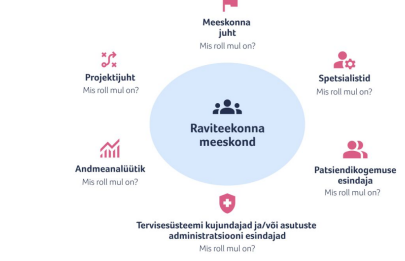 Meeskonna
juht
Mis roll mul on?
Projektijuht
Mis roll mul on?
Spetsialistid
Mis roll mul on?
Raviteekonna
meeskond
Andmeanalüütik
Mis roll mul on?
Patsiendikogemuse
esindaja
Mis roll mul on?
Tervisesüsteemi kujundajad ja/või asutuste
administratsiooni esindajad
Mis roll mul on?